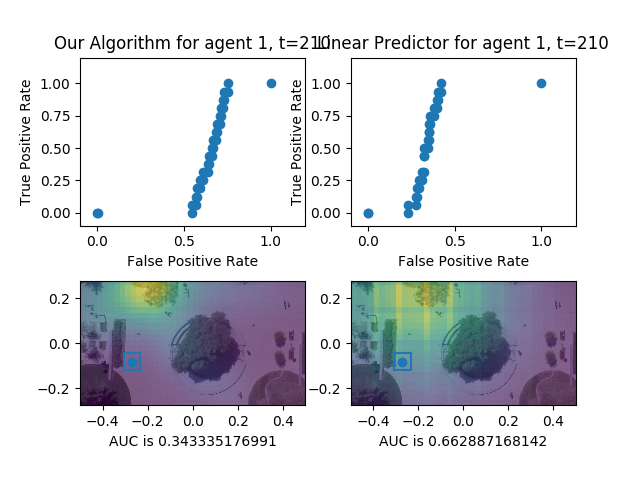 Our Algorithm for agent 1, t=210
Linear Predictor for agent 1, t=210
True Positive Rate
1.00
0.75
0.50
0.25
0.00
0.0 0.5 1.0
False Positive Rate
True Positive Rate
1.00
0.75
0.50
0.25
0.00
0.0 0.5 1.0
False Positive Rate
0.2
0.0
−0.2
−0.4 −0.2 0.0 0.2 0.4
AUC is 0.343335176991
0.2
0.0
−0.2
−0.4 −0.2 0.0 0.2 0.4
AUC is 0.662887168142